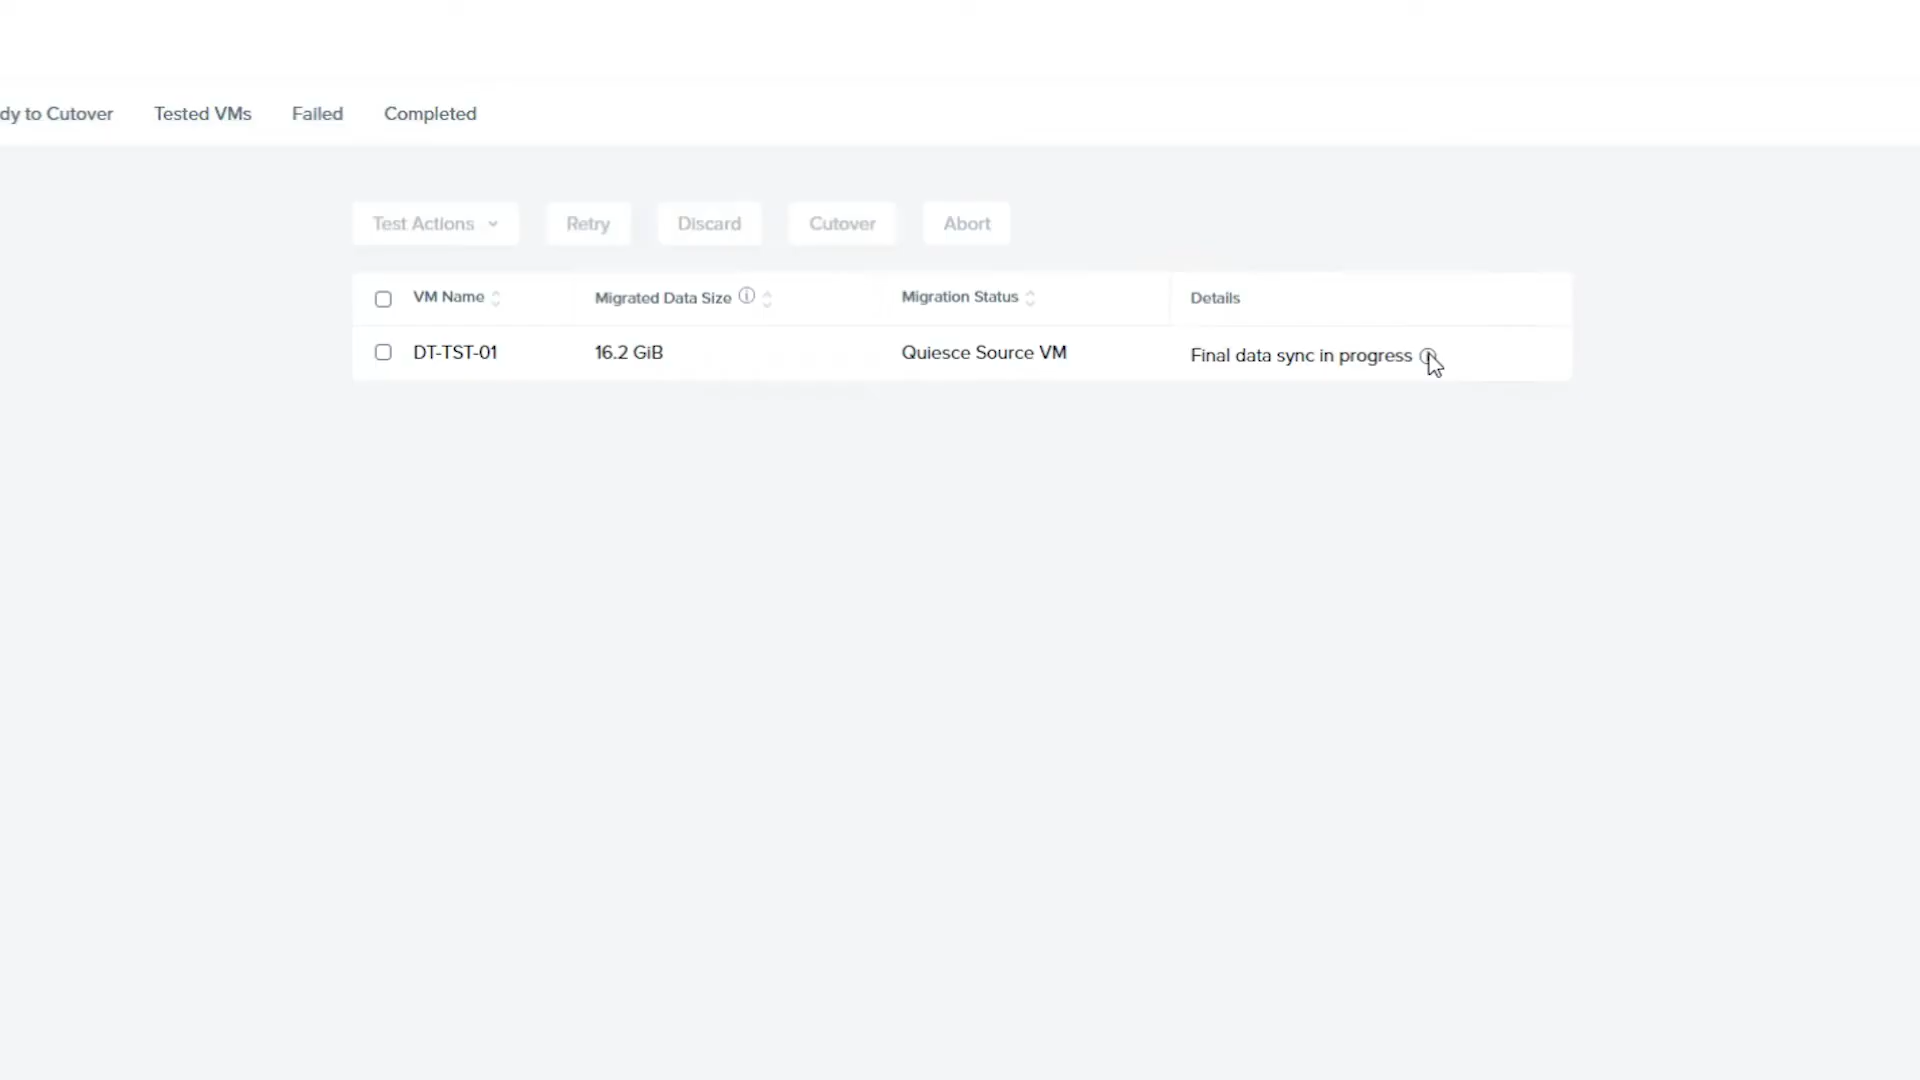 dy to Cutover Tested VMs Failed Completed
Test Actions Retry Discard Cutover Abort
VM Name Migrated Data Size Migration Status Details
DT-TST-01 16.2 GiB Quiesce Source VM Final data sync in progress